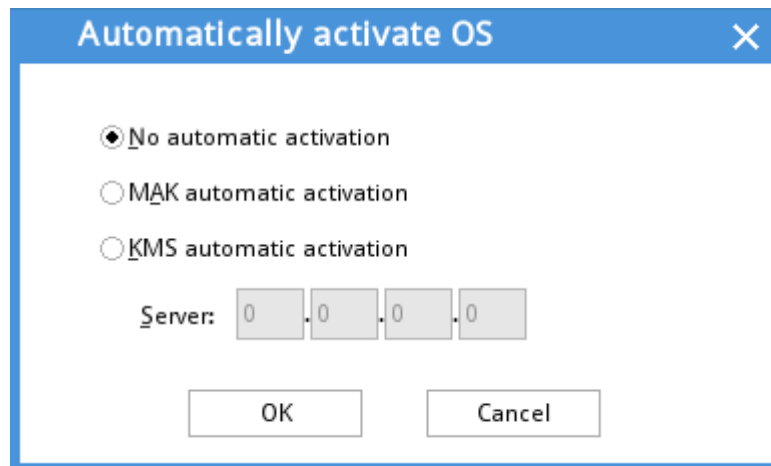 Automatically activate OS
No automatic activation
MAK automatic activation
KMS automatic activation
Server: 0 . 0 . 0 . 0
OK Cancel